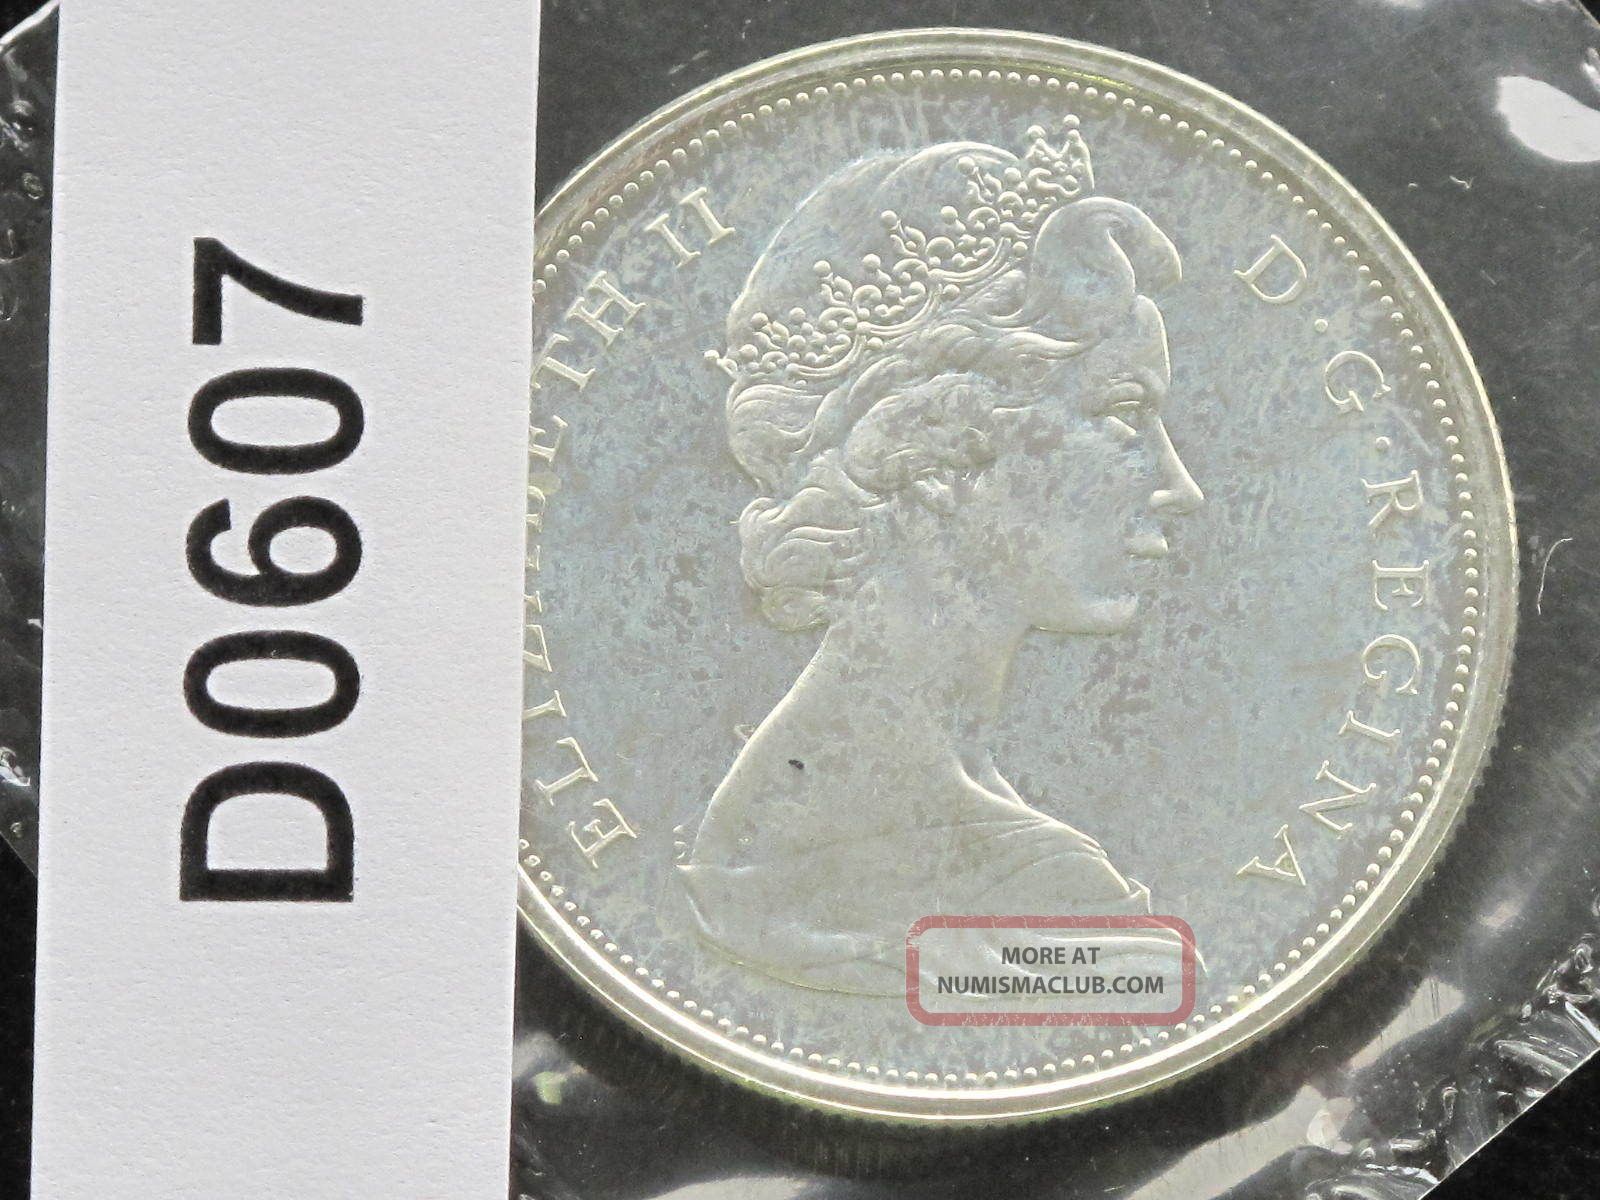 D0607
ELIZABETH II D·G·REGINA
MORE AT
NUMISMACLUB.COM